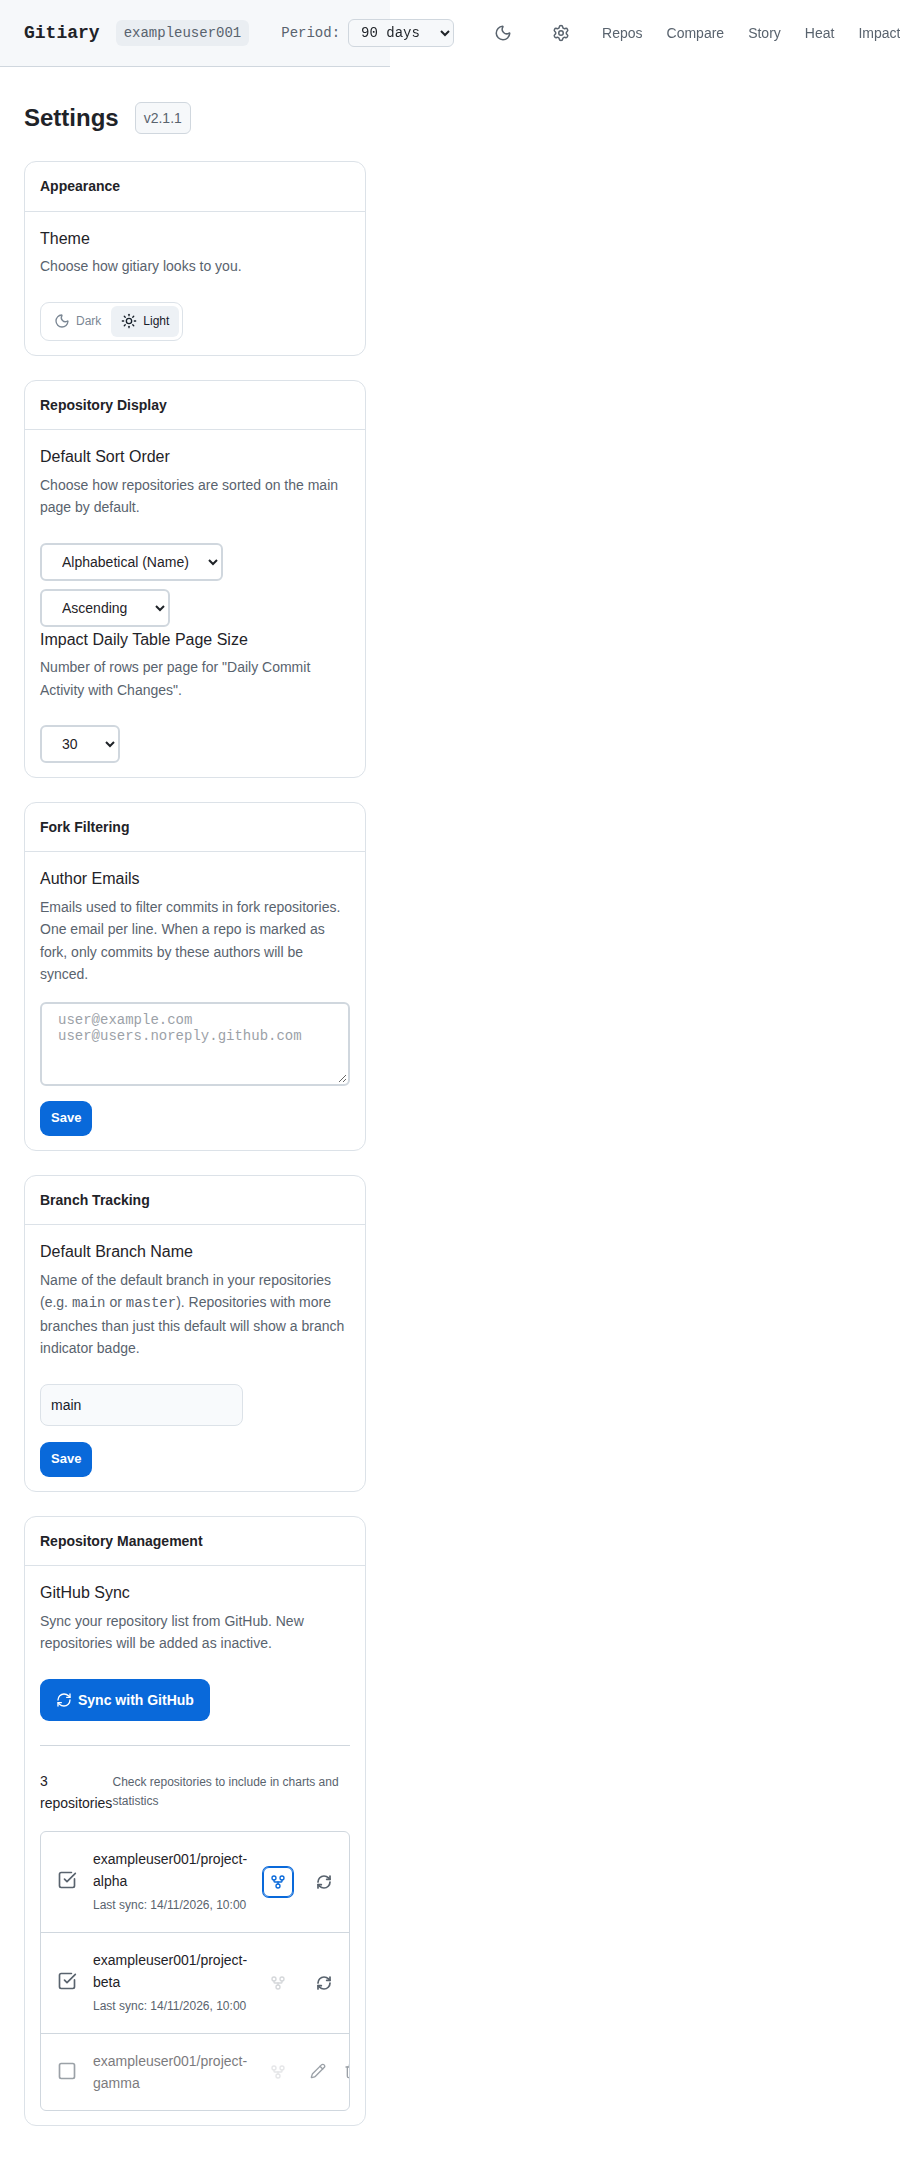 Gitiary exampleuser001 Period: 90 days Repos Compare Story Heat Impact
Settings v2.1.1
Appearance
Theme
Choose how gitiary looks to you.
Dark Light
Repository Display
Default Sort Order
Choose how repositories are sorted on the main
page by default.
Alphabetical (Name)
Ascending
Impact Daily Table Page Size
Number of rows per page for "Daily Commit
Activity with Changes".
30
Fork Filtering
Author Emails
Emails used to filter commits in fork repositories.
One email per line. When a repo is marked as
fork, only commits by these authors will be
synced.
user@example.com
user@users.noreply.github.com
Save
Branch Tracking
Default Branch Name
Name of the default branch in your repositories
(e.g. main or master). Repositories with more
branches than just this default will show a branch
indicator badge.
main
Save
Repository Management
GitHub Sync
Sync your repository list from GitHub. New
repositories will be added as inactive.
Sync with GitHub
3
repositories
Check repositories to include in charts and
statistics
exampleuser001/project-
alpha
Last sync: 14/11/2026, 10:00
exampleuser001/project-
beta
Last sync: 14/11/2026, 10:00
exampleuser001/project-
gamma